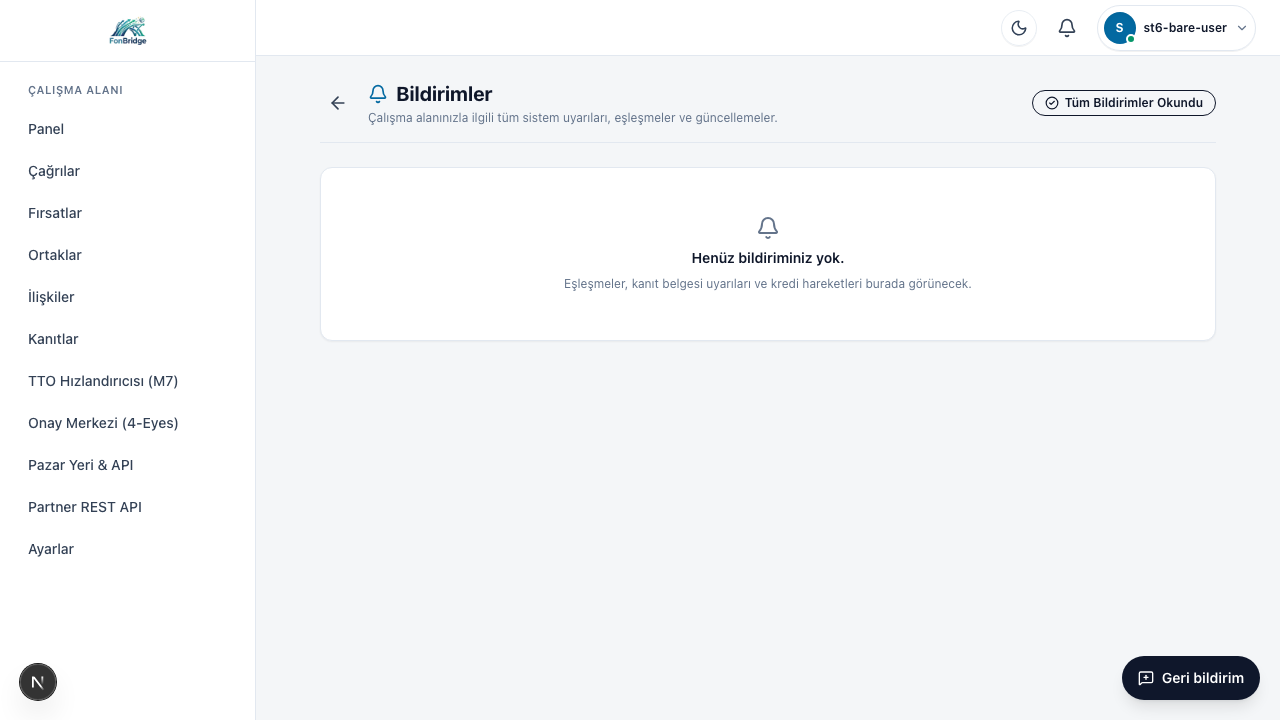 FonBridge
S
st6-bare-user
ÇALIŞMA ALANI
Panel
Çağrılar
Fırsatlar
Ortaklar
İlişkiler
Kanıtlar
TTO Hızlandırıcısı (M7)
Onay Merkezi (4-Eyes)
Pazar Yeri & API
Partner REST API
Ayarlar
N
Bildirimler
Çalışma alanınızla ilgili tüm sistem uyarıları, eşleşmeler ve güncellemeler.
Tüm Bildirimler Okundu
Henüz bildiriminiz yok.
Eşleşmeler, kanıt belgesi uyarıları ve kredi hareketleri burada görünecek.
Geri bildirim